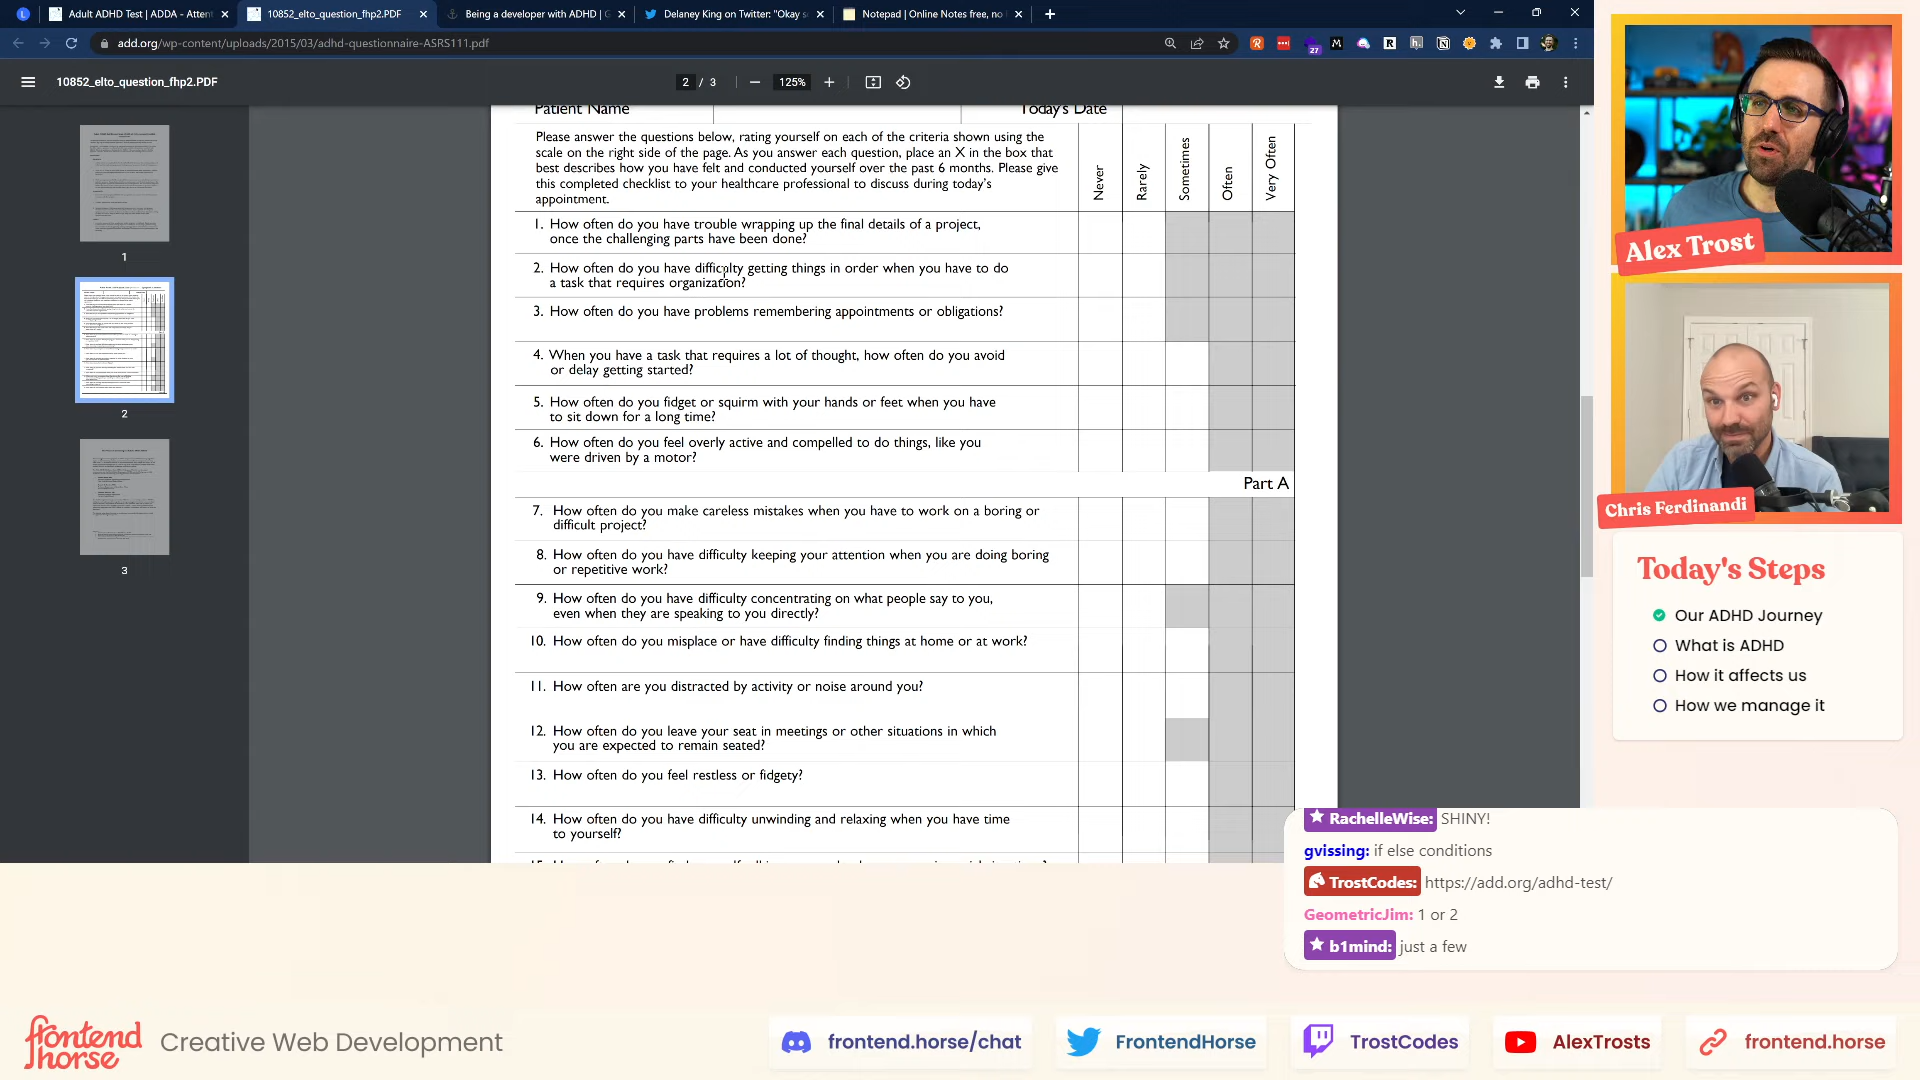 Adult ADHD Test | ADDA - Atten
10852_elto_question_fhp2.PDF
Being a developer with ADHD | G
Delaney King on Twitter: "Okay s
Notepad | Online Notes free, no
add.org/wp-content/uploads/2015/03/adhd-questionnaire-ASRS111.pdf
27
10852_elto_question_fhp2.PDF
2 / 3
125%
1
2
3
Patient Name
Today's Date
Please answer the questions below, rating yourself on each of the criteria shown using the
scale on the right side of the page. As you answer each question, place an X in the box that
best describes how you have felt and conducted yourself over the past 6 months. Please give
this completed checklist to your healthcare professional to discuss during today's
appointment.
Never
Rarely
Sometimes
Often
Very Often
1. How often do you have trouble wrapping up the final details of a project,
once the challenging parts have been done?
2. How often do you have difficulty getting things in order when you have to do
a task that requires organization?
3. How often do you have problems remembering appointments or obligations?
4. When you have a task that requires a lot of thought, how often do you avoid
or delay getting started?
5. How often do you fidget or squirm with your hands or feet when you have
to sit down for a long time?
6. How often do you feel overly active and compelled to do things, like you
were driven by a motor?
Part A
7. How often do you make careless mistakes when you have to work on a boring or
difficult project?
8. How often do you have difficulty keeping your attention when you are doing boring
or repetitive work?
9. How often do you have difficulty concentrating on what people say to you,
even when they are speaking to you directly?
10. How often do you misplace or have difficulty finding things at home or at work?
11. How often are you distracted by activity or noise around you?
12. How often do you leave your seat in meetings or other situations in which
you are expected to remain seated?
13. How often do you feel restless or fidgety?
14. How often do you have difficulty unwinding and relaxing when you have time
to yourself?
Alex Trost
Chris Ferdinandi
Today's Steps
Our ADHD Journey
What is ADHD
How it affects us
How we manage it
RachelleWise: SHINY!
gvissing: if else conditions
TrostCodes: https://add.org/adhd-test/
GeometricJim: 1 or 2
b1mind: just a few
frontend
horse
Creative Web Development
frontend.horse/chat
FrontendHorse
TrostCodes
AlexTrosts
frontend.horse